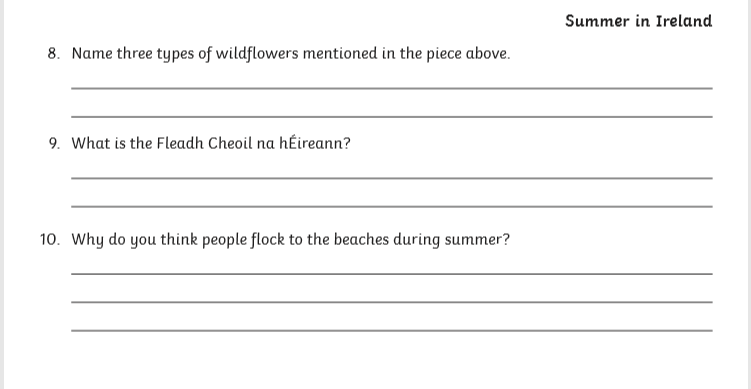 Summer in Ireland
8. Name three types of wildflowers mentioned in the piece above.
9. What is the Fleadh Cheoil na hÉireann?
10. Why do you think people flock to the beaches during summer?